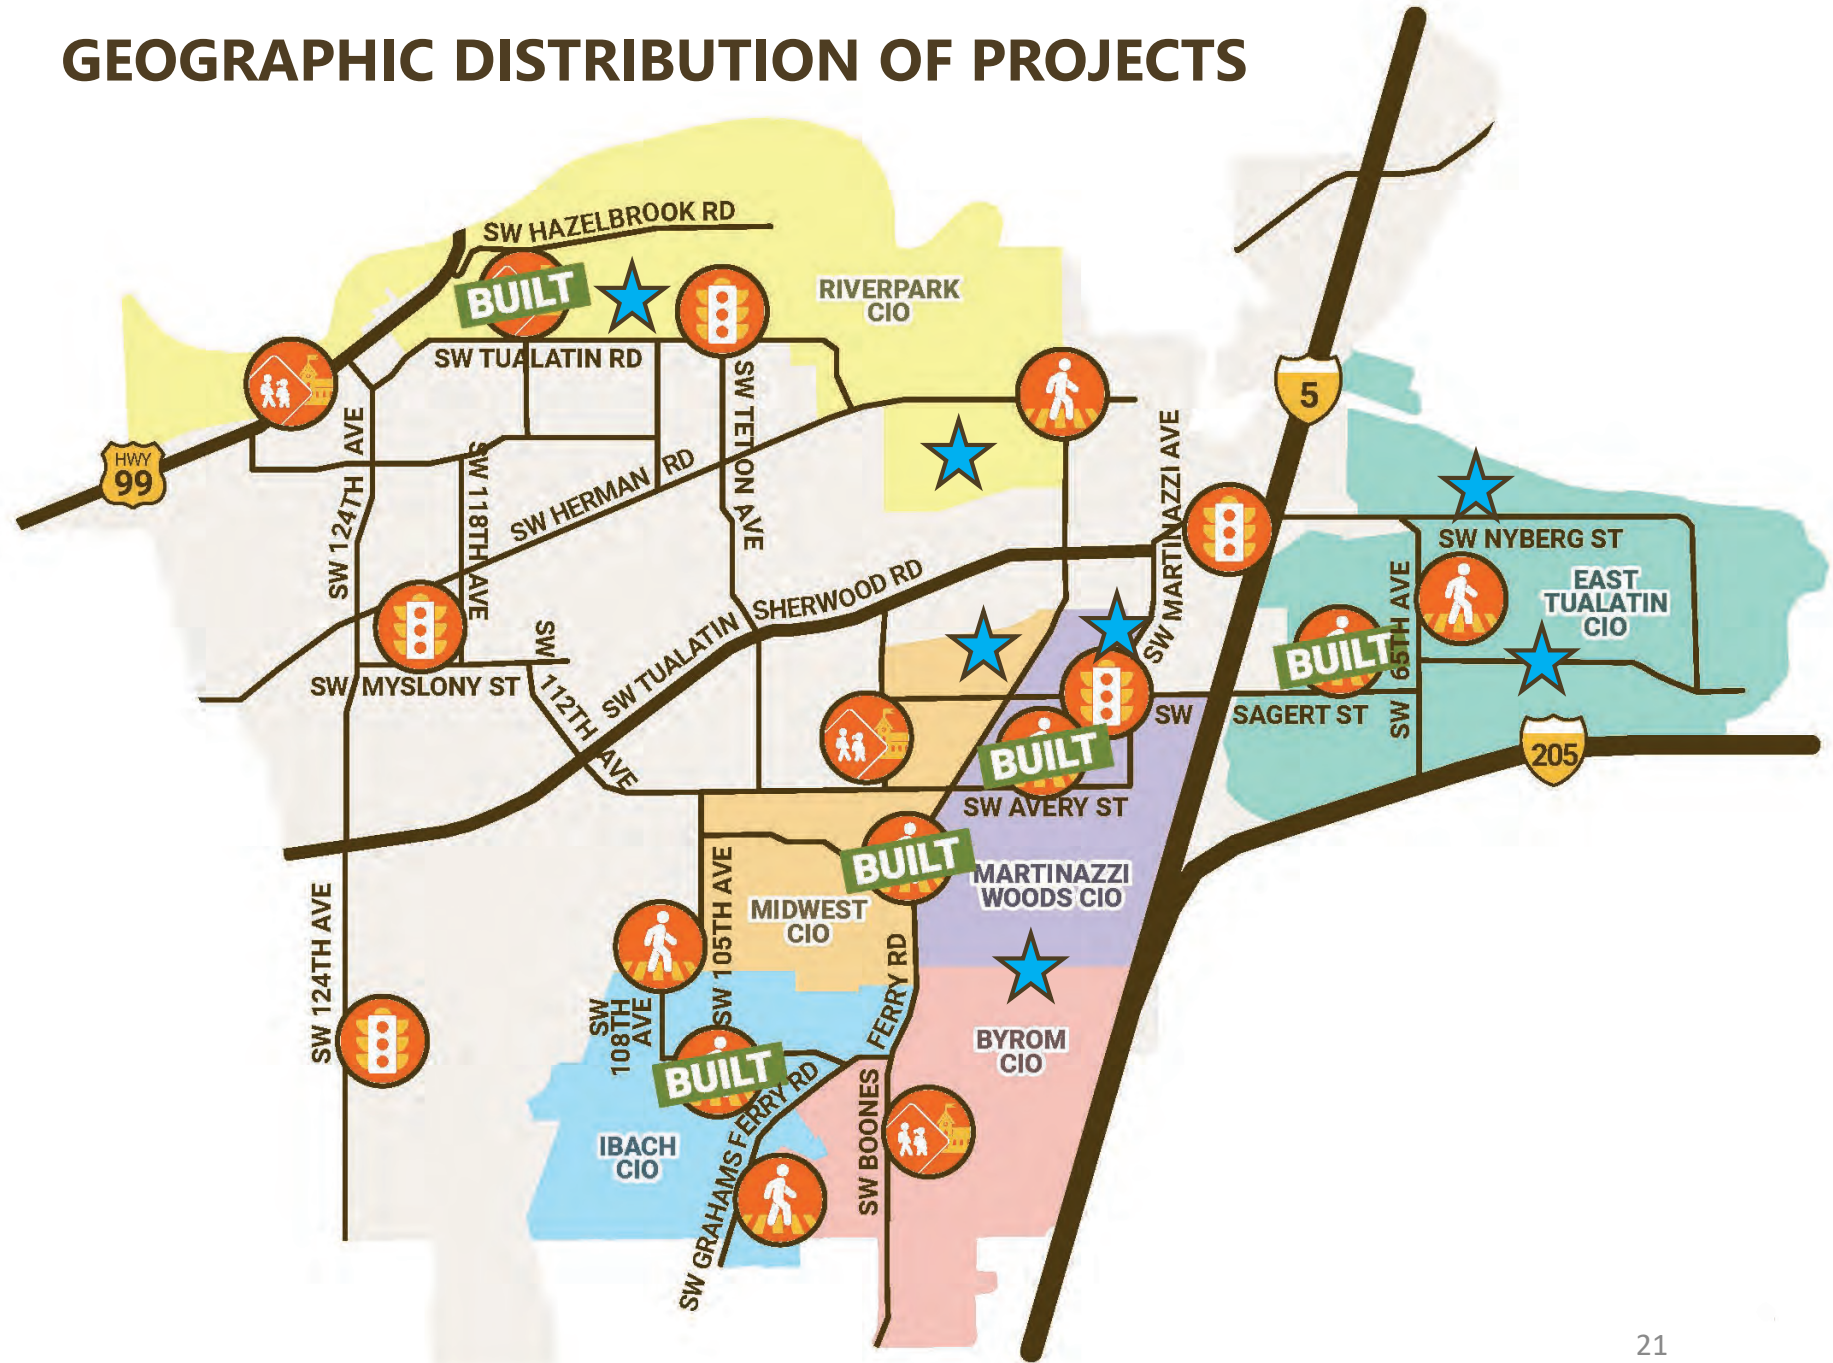 GEOGRAPHIC DISTRIBUTION OF PROJECTS
SW HAZELBROOK RD
BUILT
RIVERPARK
CIO
SW TUALATIN RD
5
HWY
99
SW 124TH AVE
SW 118TH AVE
SW HERMAN RD
SW TETON AVE
SW MARTINAZZI AVE
SW NYBERG ST
EAST
TUALATIN
CIO
SW 65TH AVE
BUILT
SW TUALATIN SHERWOOD RD
SW MYSLONY ST
SW 112TH AVE
SW SAGERT ST
205
BUILT
SW AVERY ST
BUILT
MARTINAZZI
WOODS CIO
MIDWEST
CIO
SW 105TH AVE
SW 124TH AVE
SW
108TH
AVE
BUILT
SW BOONES FERRY RD
BYROM
CIO
IBACH
CIO
SW GRAHAMS FERRY RD
21